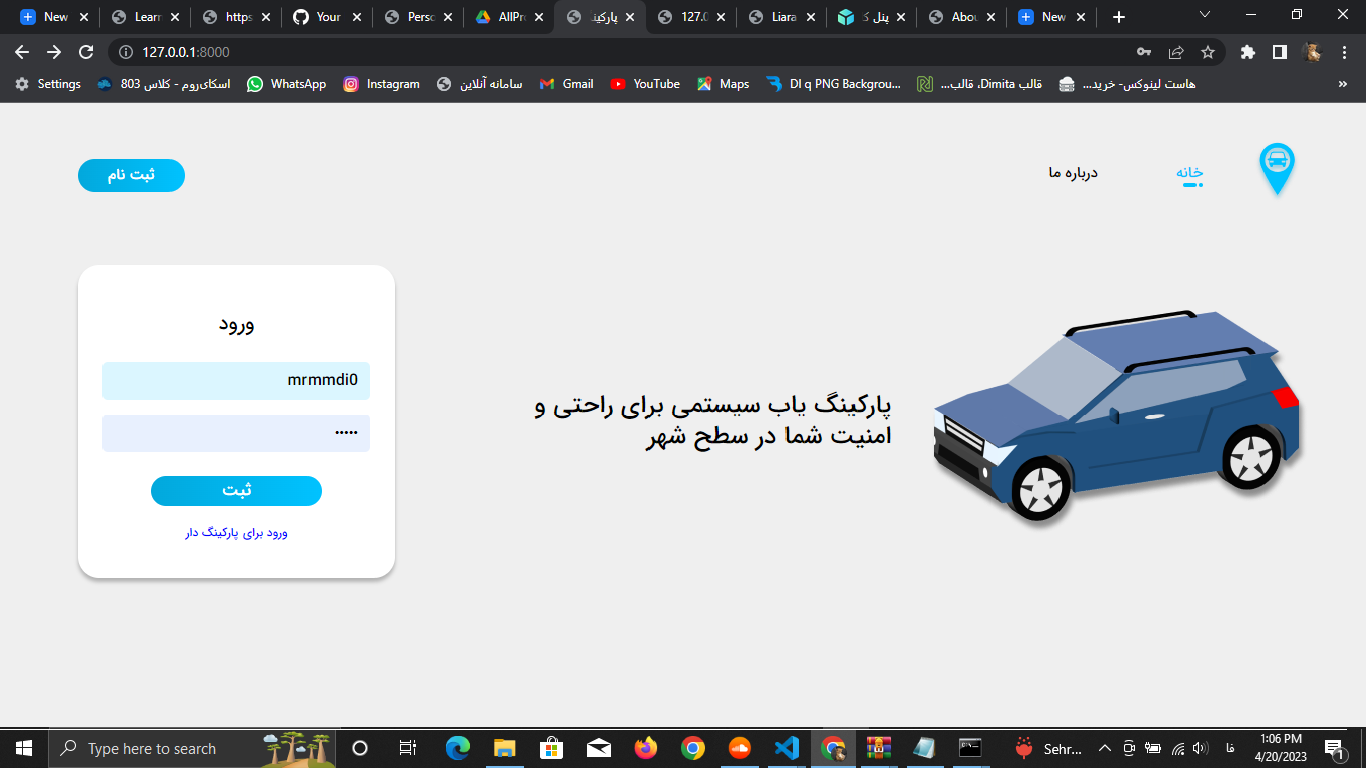 New
Learn
https
Your
Perso
AllPro
پارکینگ
127.0
Liara
پنل ک
Abou
New
127.0.0.1:8000
Settings
اسکای‌روم - کلاس 803
WhatsApp
Instagram
سامانه آنلاین
Gmail
YouTube
Maps
DI q PNG Backgrou...
قالب Dimita، قالب...
هاست لینوکس- خرید...
»
خانه
درباره ما
ثبت نام
ورود
mrmmdi0
•••••
ثبت
ورود برای پارکینگ دار
پارکینگ یاب سیستمی برای راحتی و
امنیت شما در سطح شهر
Type here to search
Sehr...
فا
1:06 PM
4/20/2023
1